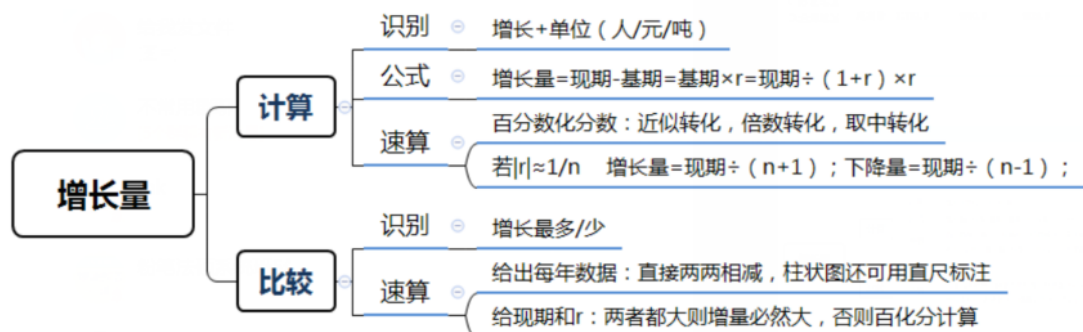 增长量
计算
识别
增长+单位（人/元/吨）
公式
增长量=现期-基期=基期×r=现期÷（1+r）×r
速算
百分数化分数：近似转化，倍数转化，取中转化
若|r|≈1/n 增长量=现期÷（n+1）；下降量=现期÷（n-1）；
比较
识别
增长最多/少
速算
给出每年数据：直接两两相减，柱状图还可用直尺标注
给现期和r：两者都大则增量必然大，否则百化分计算